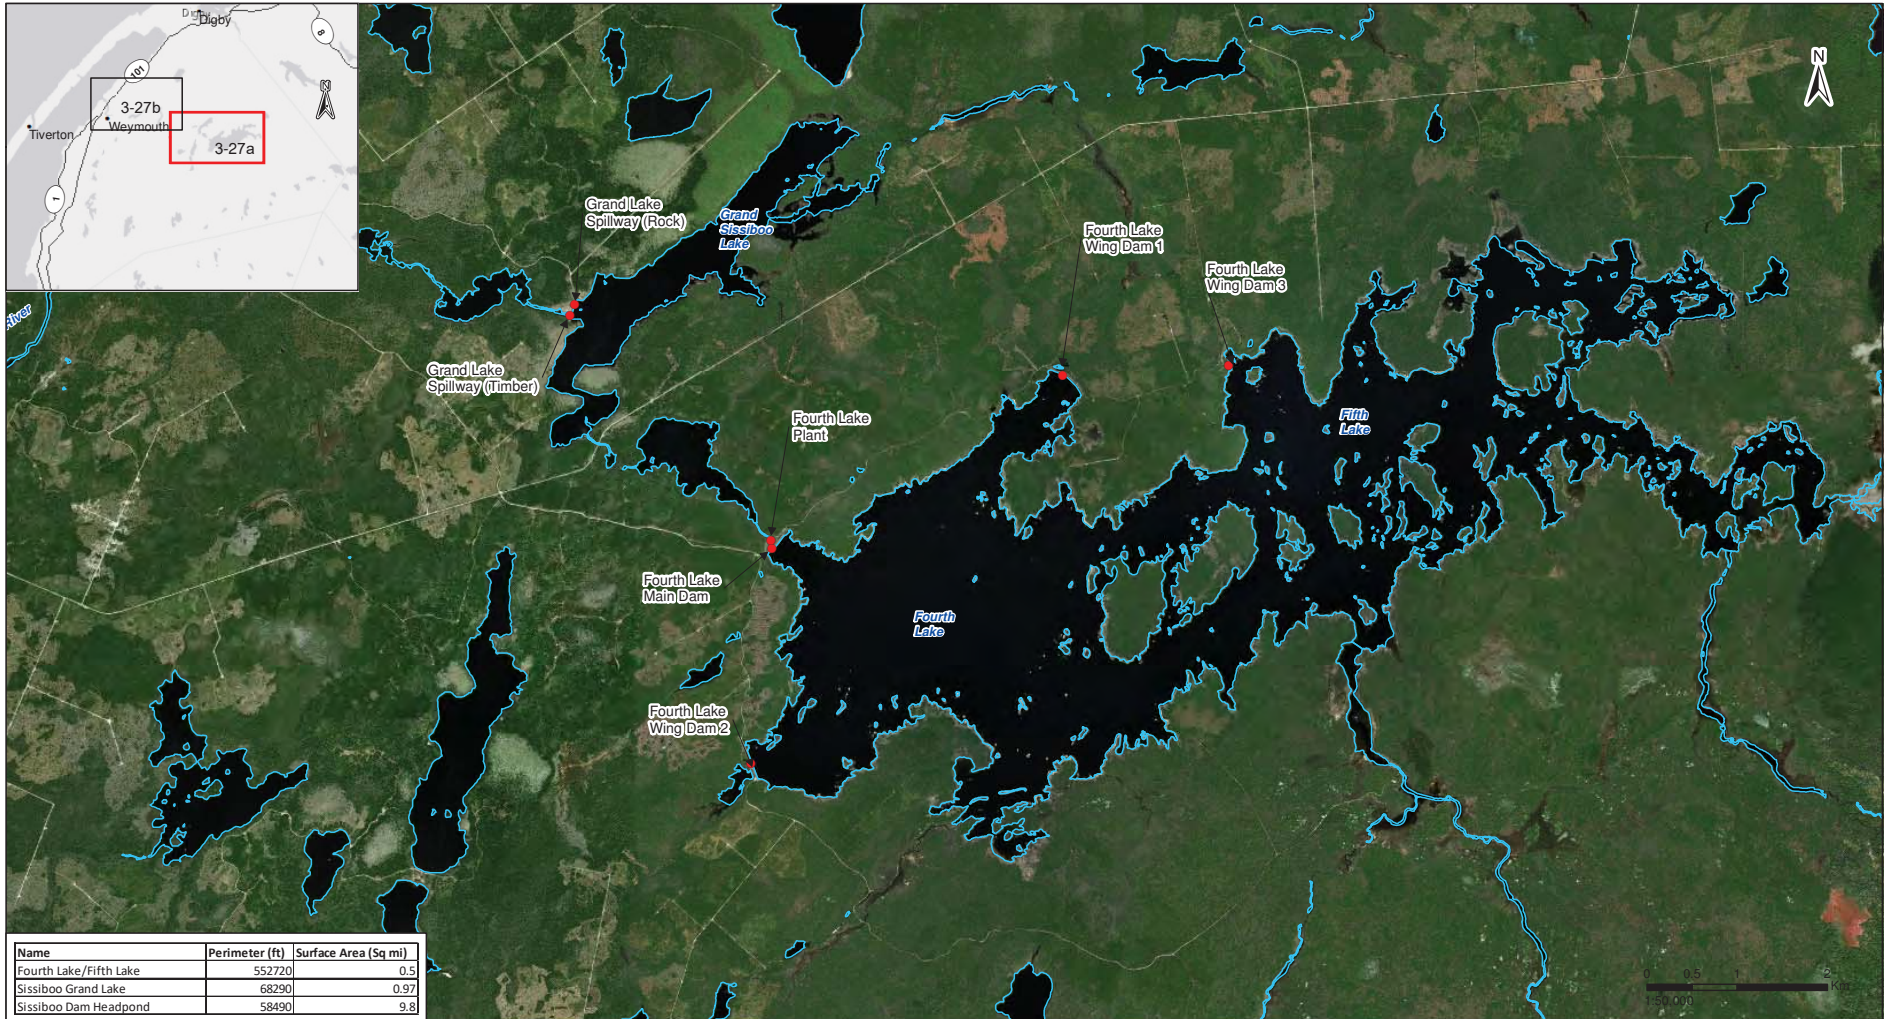 Digby
Digby
8
101
3-27b
Weymouth
Tiverton
3-27a
1
N
N
River
Grand Lake
Spillway (Rock)
Grand
Sissiboo
Lake
Fourth Lake
Wing Dam 1
Fourth Lake
Wing Dam 3
Grand Lake
Spillway (Timber)
Fourth Lake
Plant
Fifth
Lake
Fourth Lake
Main Dam
Fourth
Lake
Fourth Lake
Wing Dam 2
Name Perimeter (ft) Surface Area (Sq mi)
Fourth Lake/Fifth Lake 552720 0.5
Sissiboo Grand Lake 68290 0.97
Sissiboo Dam Headpond 58490 9.8
0 0.5 1 2
Km
1:50,000